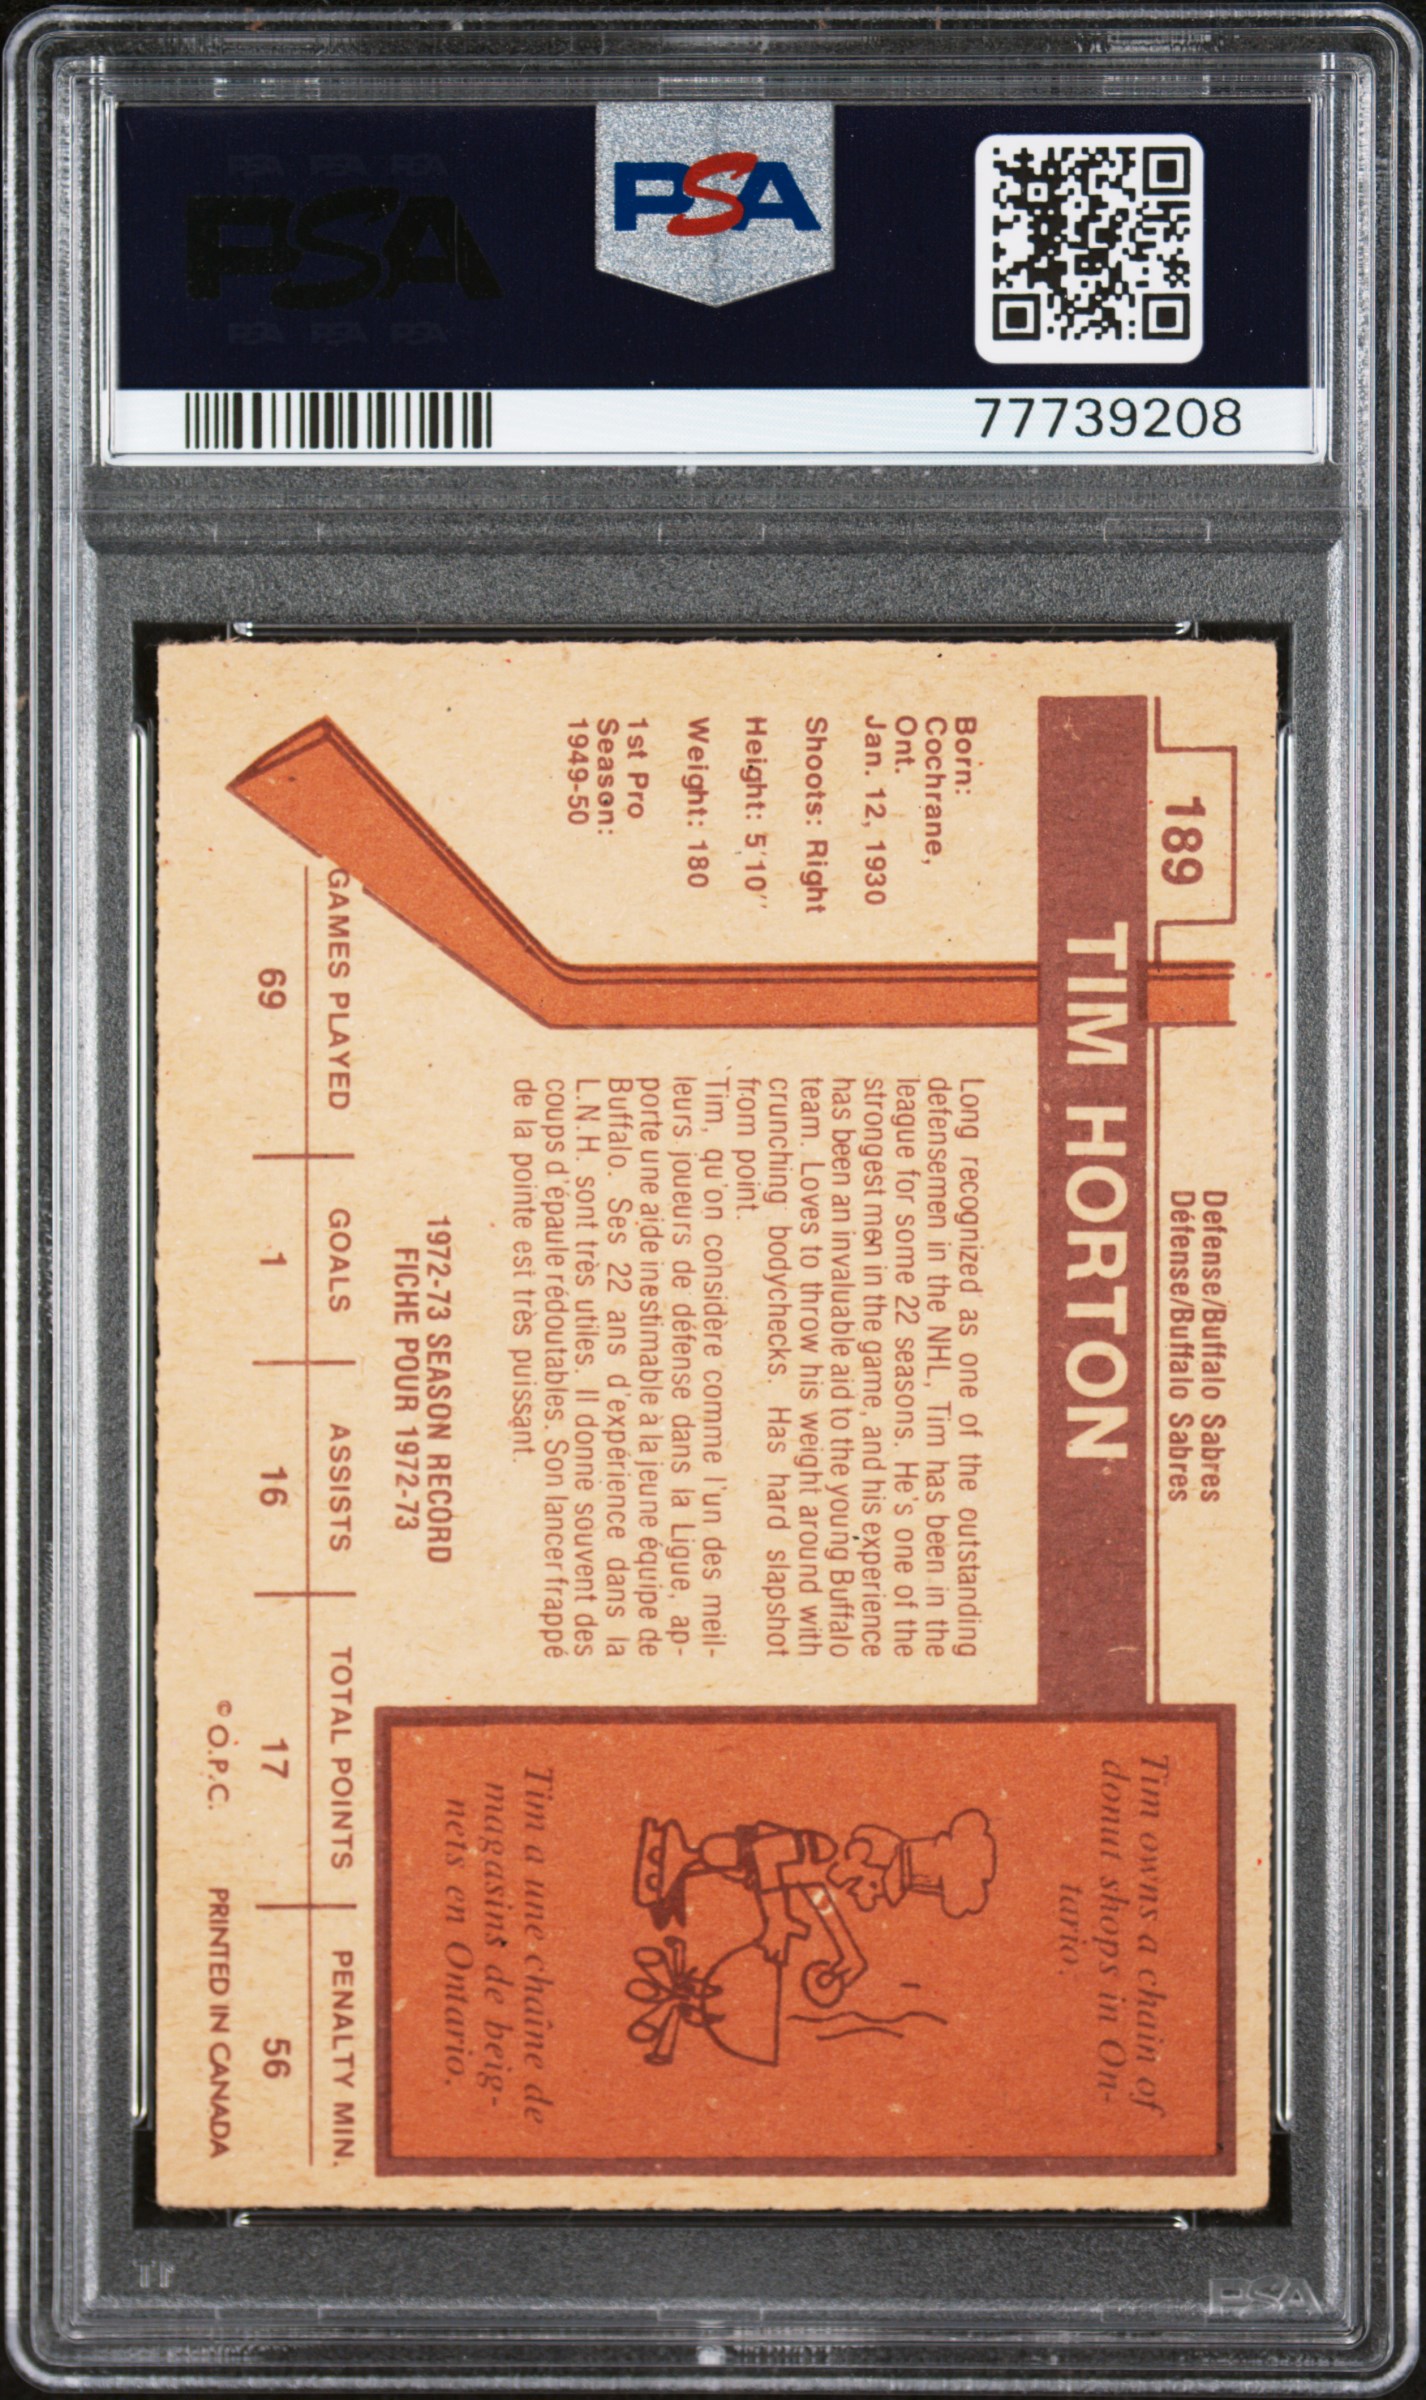 PSA PSA PSA
PSA
PSA PSA PSA
PSA
77739208
189
Defense/Buffalo Sabres
Défense/Buffalo Sabres
TIM HORTON
Born:
Cochrane,
Ont.
Jan. 12, 1930
Shoots: Right
Height: 5'10''
Weight: 180
1st Pro
Season:
1949-50
Long recognized as one of the outstanding
defensemen in the NHL, Tim has been in the
league for some 22 seasons. He's one of the
strongest men in the game, and his experience
has been an invaluable aid to the young Buffalo
team. Loves to throw his weight around with
crunching bodychecks. Has hard slapshot
from point.
Tim, qu'on considère comme l'un des meil-
leurs joueurs de défense dans la Ligue, ap-
porte une aide inestimable à la jeune équipe de
Buffalo. Ses 22 ans d'expérience dans la
L.N.H. sont très utiles. Il donne souvent des
coups d'épaule rédoutables. Son lancer frappé
de la pointe est très puissant.
Tim owns a chain of
donut shops in On-
tario.
Tim a une chaîne de
magasins de beig-
nets en Ontario.
1972-73 SEASON RECORD
FICHE POUR 1972-73
GAMES PLAYED GOALS ASSISTS TOTAL POINTS PENALTY MIN.
69 1 16 17 56
© O.P.C. PRINTED IN CANADA
PSA